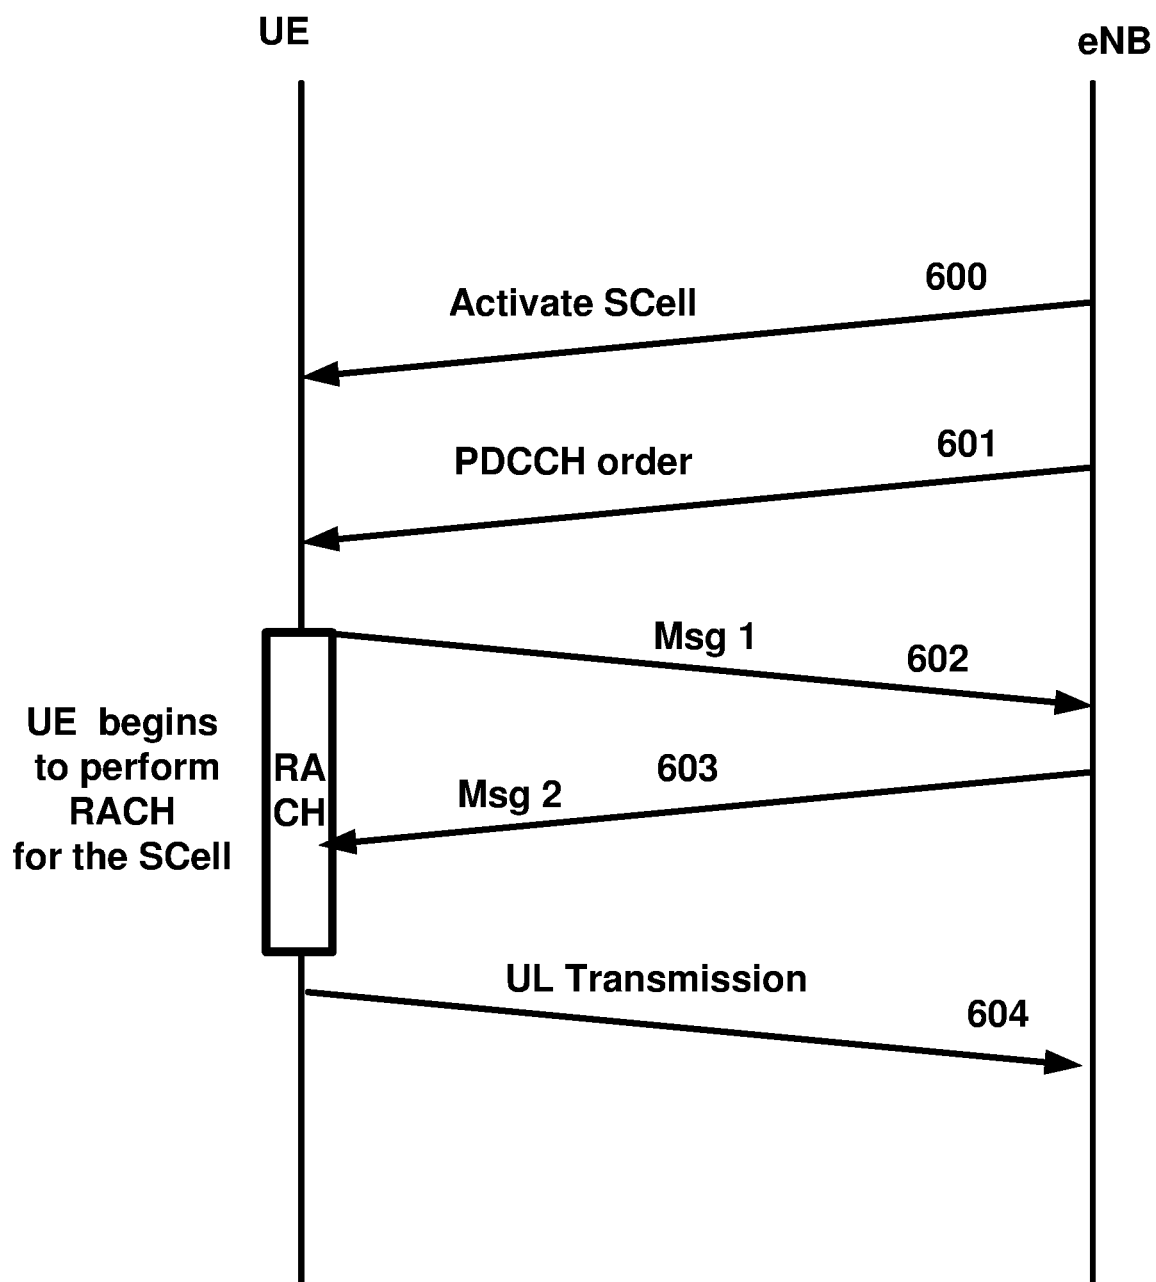 UE
eNB
600
Activate SCell
601
PDCCH order
Msg 1
602
UE begins
to perform
RACH
for the SCell
RA
CH
603
Msg 2
UL Transmission
604